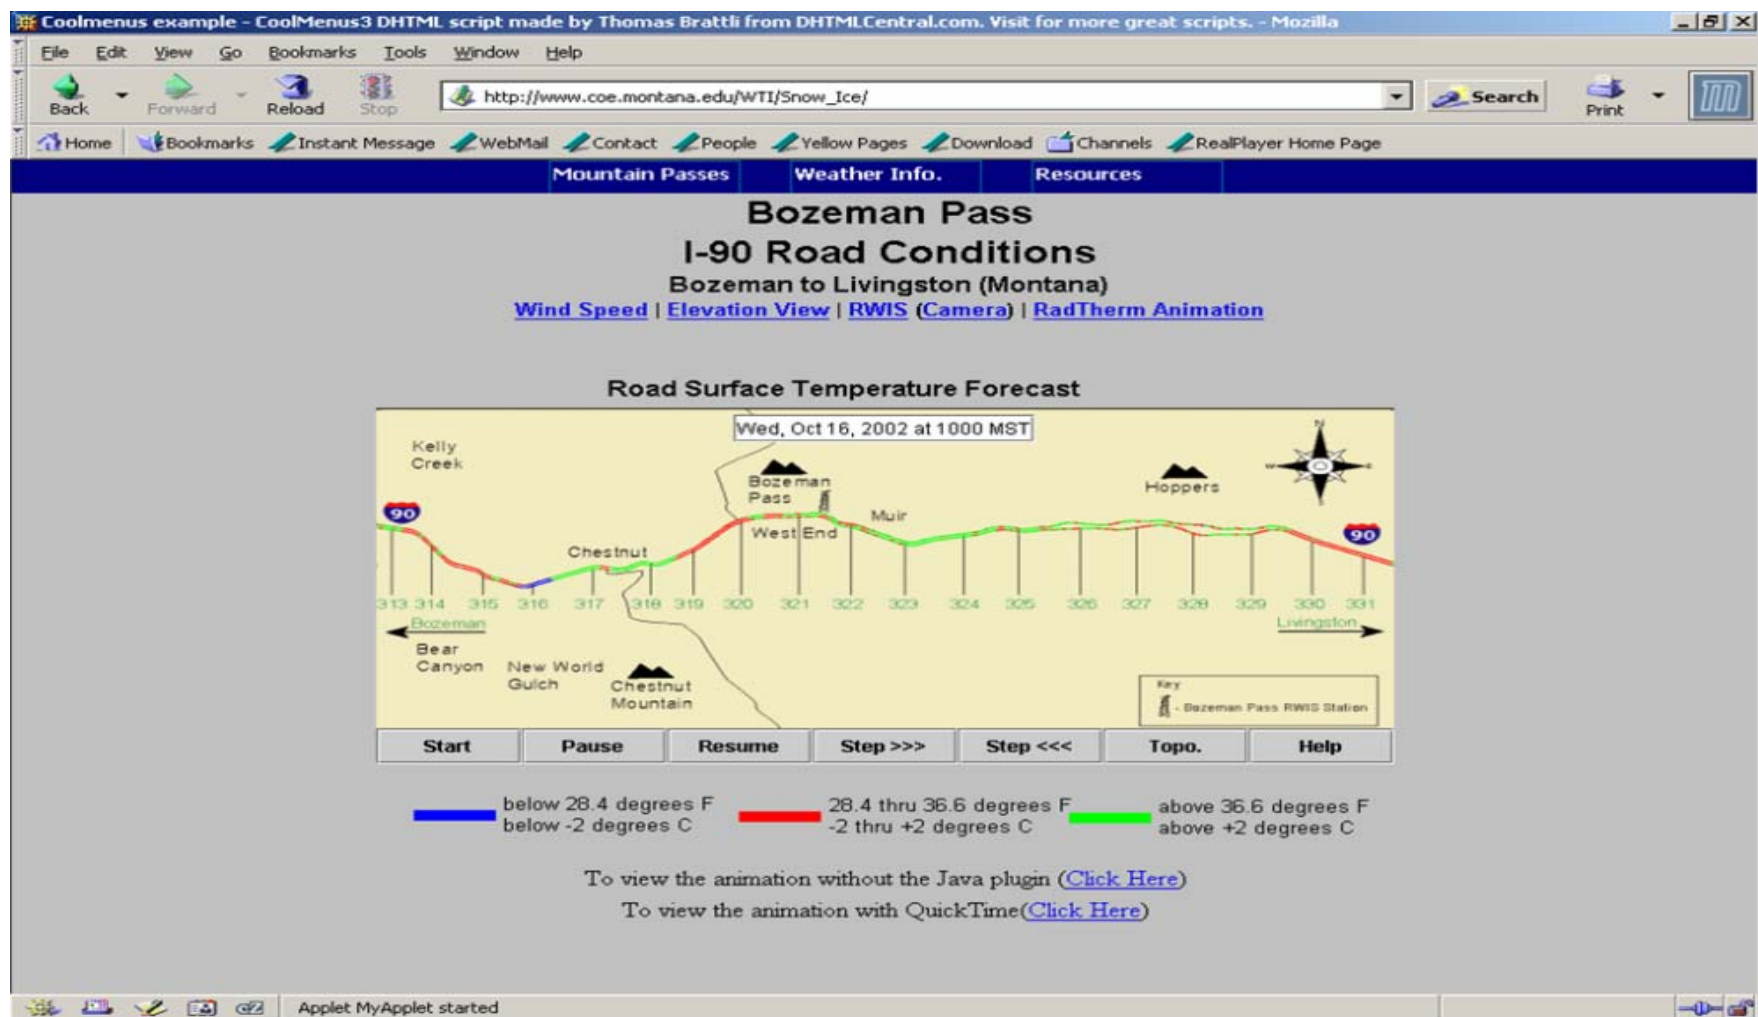 Coolmenus example - CoolMenus3 DHTML script made by Thomas Brattli from DHTMLCentral.com. Visit for more great scripts. - Mozilla
File Edit View Go Bookmarks Tools Window Help
Back Forward Reload Stop http://www.coe.montana.edu/WTI/Snow_Ice/ Search Print
Home Bookmarks Instant Message WebMail Contact People Yellow Pages Download Channels RealPlayer Home Page
Mountain Passes Weather Info. Resources
Bozeman Pass
I-90 Road Conditions
Bozeman to Livingston (Montana)
Wind Speed | Elevation View | RWIS (Camera) | RadTherm Animation
Road Surface Temperature Forecast
Wed, Oct 16, 2002 at 1000 MST
N
Kelly
Creek
W E
Bozeman
Pass
Hoppers
S
90
Muir
West End
90
Chestnut
313 314 315 316 317 318 319 320 321 322 323 324 325 326 327 328 329 330 331
Bozeman
Livingston
Bear
Canyon
New World
Gulch
Chestnut
Mountain
Key
- Bozeman Pass RWIS Station
Start Pause Resume Step >>> Step <<< Topo. Help
below 28.4 degrees F
below -2 degrees C
28.4 thru 36.6 degrees F
-2 thru +2 degrees C
above 36.6 degrees F
above +2 degrees C
To view the animation without the Java plugin (Click Here)
To view the animation with QuickTime(Click Here)
Applet MyApplet started